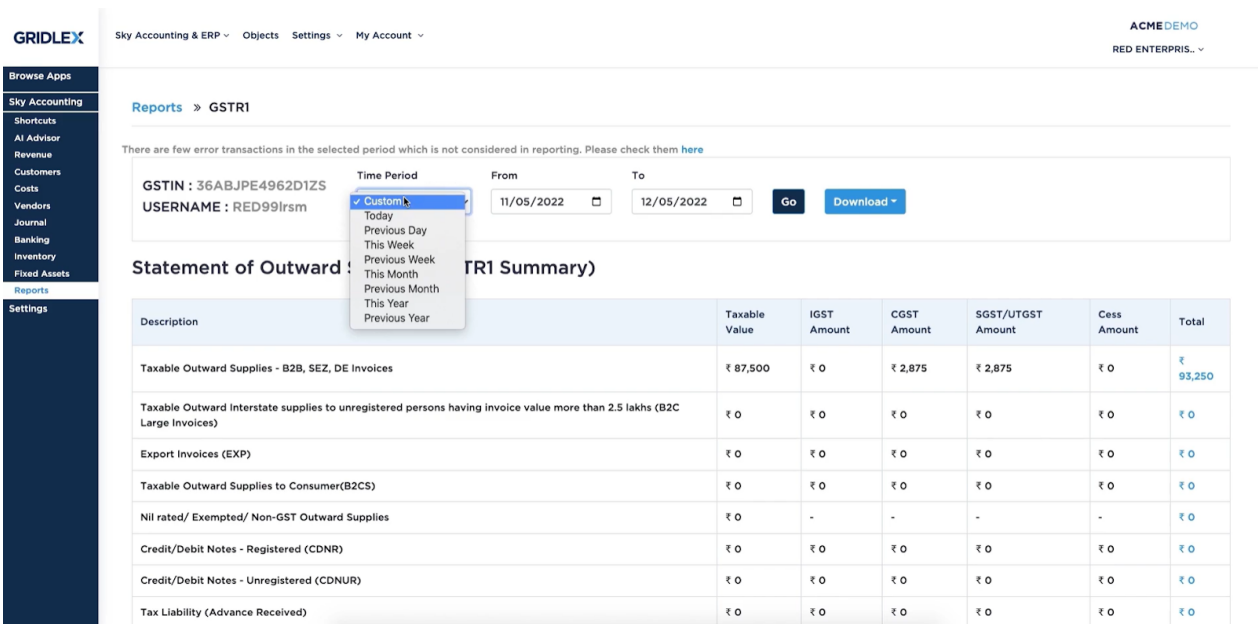 GRIDLEX
Sky Accounting & ERP
Objects
Settings
My Account
ACMEDEMO
RED ENTERPRIS..
Browse Apps
Sky Accounting
Shortcuts
AI Advisor
Revenue
Customers
Costs
Vendors
Journal
Banking
Inventory
Fixed Assets
Reports
Settings
Reports » GSTR1
There are few error transactions in the selected period which is not considered in reporting. Please check them here
GSTIN : 36ABJPE4962D1ZS
USERNAME : RED99lrsm
Time Period
✓ Custom
Today
Previous Day
This Week
Previous Week
This Month
Previous Month
This Year
Previous Year
From
11/05/2022
To
12/05/2022
Go
Download
Statement of Outward S TR1 Summary)
Description
Taxable
Value
IGST
Amount
CGST
Amount
SGST/UTGST
Amount
Cess
Amount
Total
Taxable Outward Supplies - B2B, SEZ, DE Invoices
₹ 87,500
₹ 0
₹ 2,875
₹ 2,875
₹ 0
₹
93,250
Taxable Outward Interstate supplies to unregistered persons having invoice value more than 2.5 lakhs (B2C
Large Invoices)
₹ 0
₹ 0
₹ 0
₹ 0
₹ 0
₹ 0
Export Invoices (EXP)
₹ 0
₹ 0
₹ 0
₹ 0
₹ 0
₹ 0
Taxable Outward Supplies to Consumer(B2CS)
₹ 0
₹ 0
₹ 0
₹ 0
₹ 0
₹ 0
Nil rated/ Exempted/ Non-GST Outward Supplies
₹ 0
-
-
-
-
₹ 0
Credit/Debit Notes - Registered (CDNR)
₹ 0
₹ 0
₹ 0
₹ 0
₹ 0
₹ 0
Credit/Debit Notes - Unregistered (CDNUR)
₹ 0
₹ 0
₹ 0
₹ 0
₹ 0
₹ 0
Tax Liability (Advance Received)
₹ 0
₹ 0
₹ 0
₹ 0
₹ 0
₹ 0